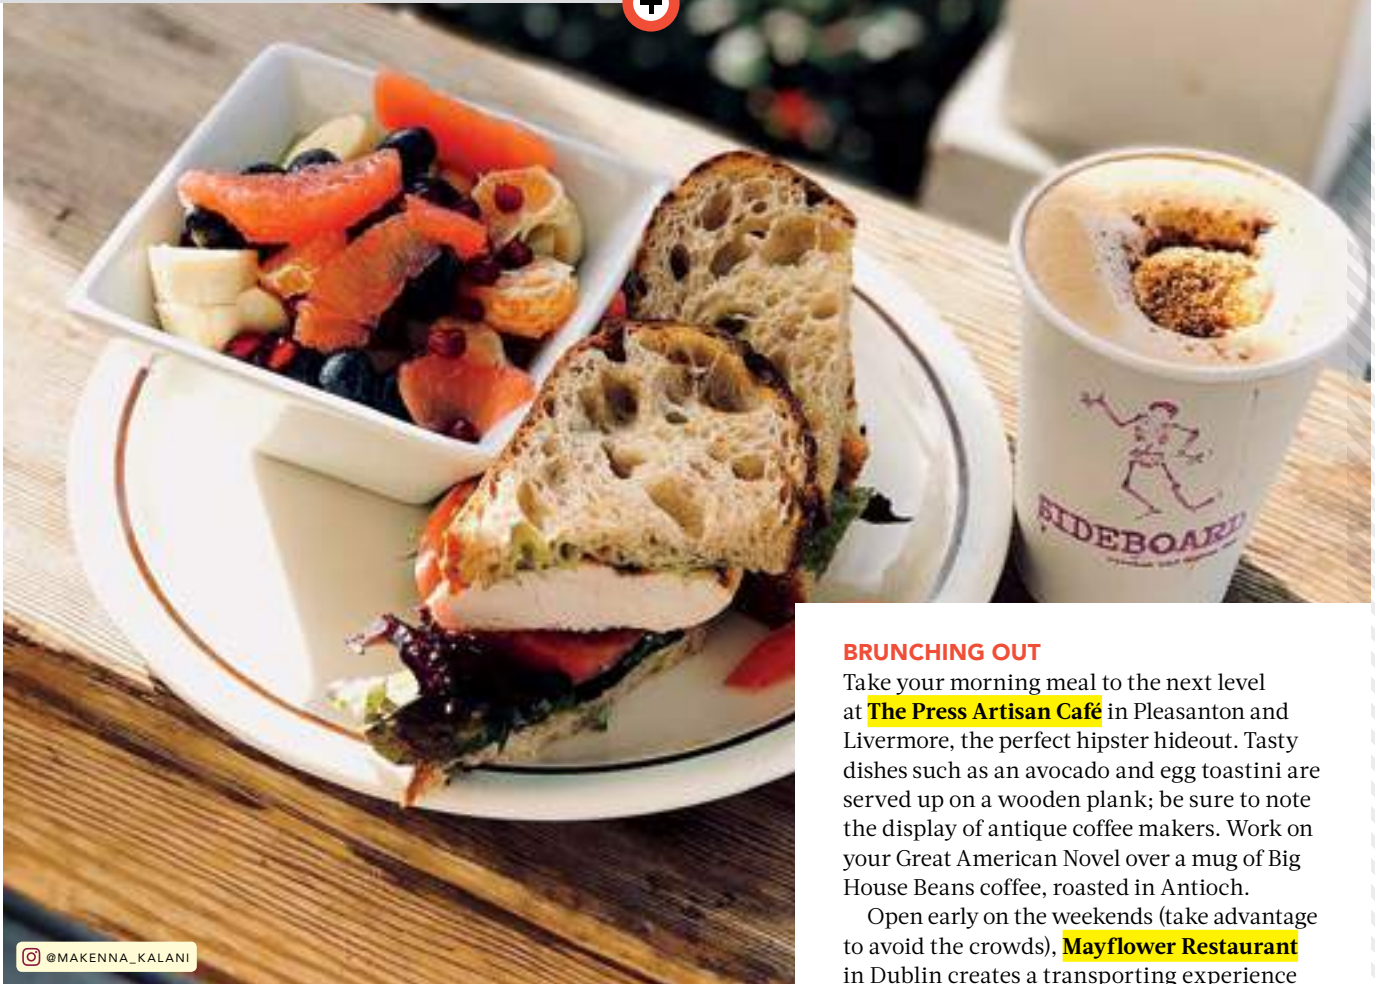 SIDEBOARD
BRUNCHING OUT
Take your morning meal to the next level
at The Press Artisan Café in Pleasanton and
Livermore, the perfect hipster hideout. Tasty
dishes such as an avocado and egg toastini are
served up on a wooden plank; be sure to note
the display of antique coffee makers. Work on
your Great American Novel over a mug of Big
House Beans coffee, roasted in Antioch.
Open early on the weekends (take advantage
to avoid the crowds), Mayflower Restaurant
in Dublin creates a transporting experience
@MAKENNA_KALANI